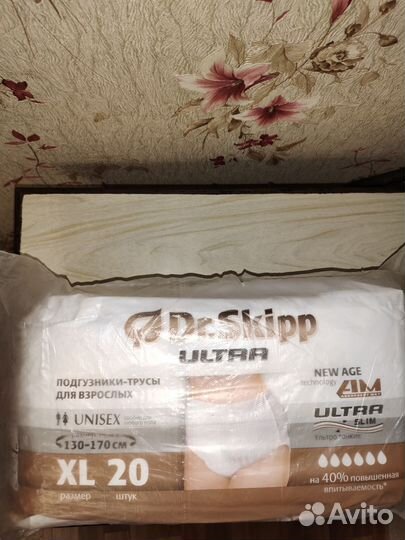 Dr.Skipp
ULTRA
ПОДГУЗНИКИ-ТРУСЫ
ДЛЯ ВЗРОСЛЫХ
UNISEX
130-170 см
XL 20
размер штук
NEW AGE
technology
ULTRA
SLIM
ультратонкие
на 40% повышенная
впитываемость*
Avito